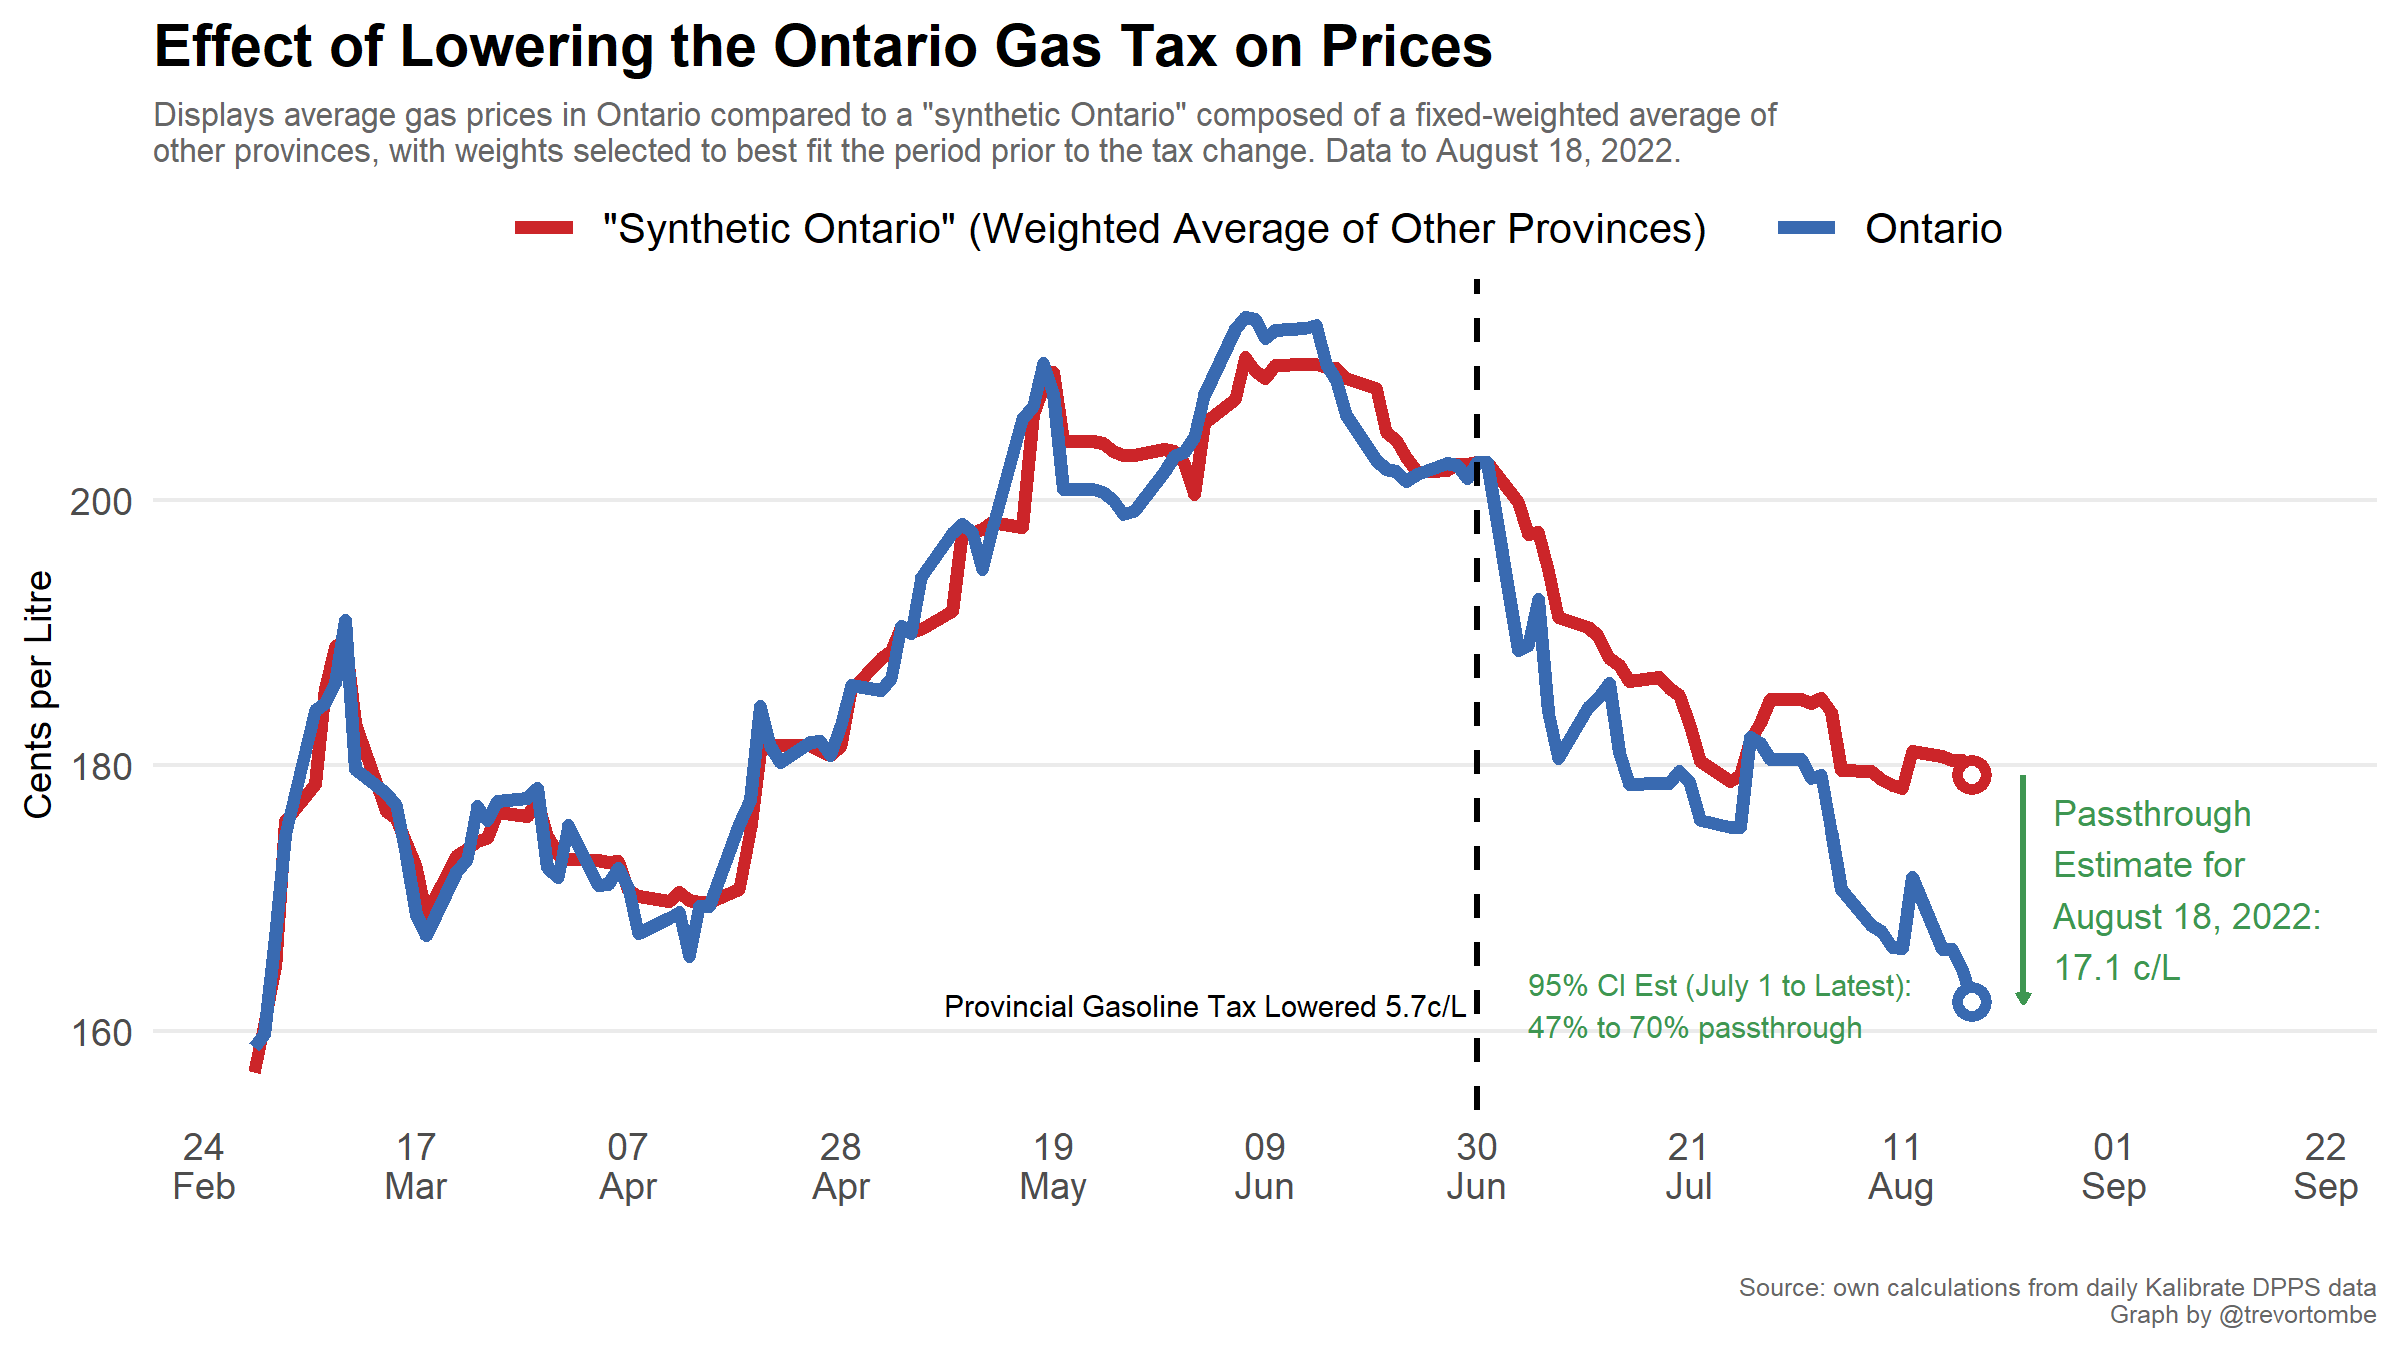 Effect of Lowering the Ontario Gas Tax on Prices
Displays average gas prices in Ontario compared to a "synthetic Ontario" composed of a fixed-weighted average of
other provinces, with weights selected to best fit the period prior to the tax change. Data to August 18, 2022.
"Synthetic Ontario" (Weighted Average of Other Provinces)
Ontario
Cents per Litre
200
180
160
Passthrough
Estimate for
August 18, 2022:
17.1 c/L
95% CI Est (July 1 to Latest):
47% to 70% passthrough
Provincial Gasoline Tax Lowered 5.7c/L
24 17 07 28 19 09 30 21 11 01 22
Feb Mar Apr Apr May Jun Jun Jul Aug Sep Sep
Source: own calculations from daily Kalibrate DPPS data
Graph by @trevortombe